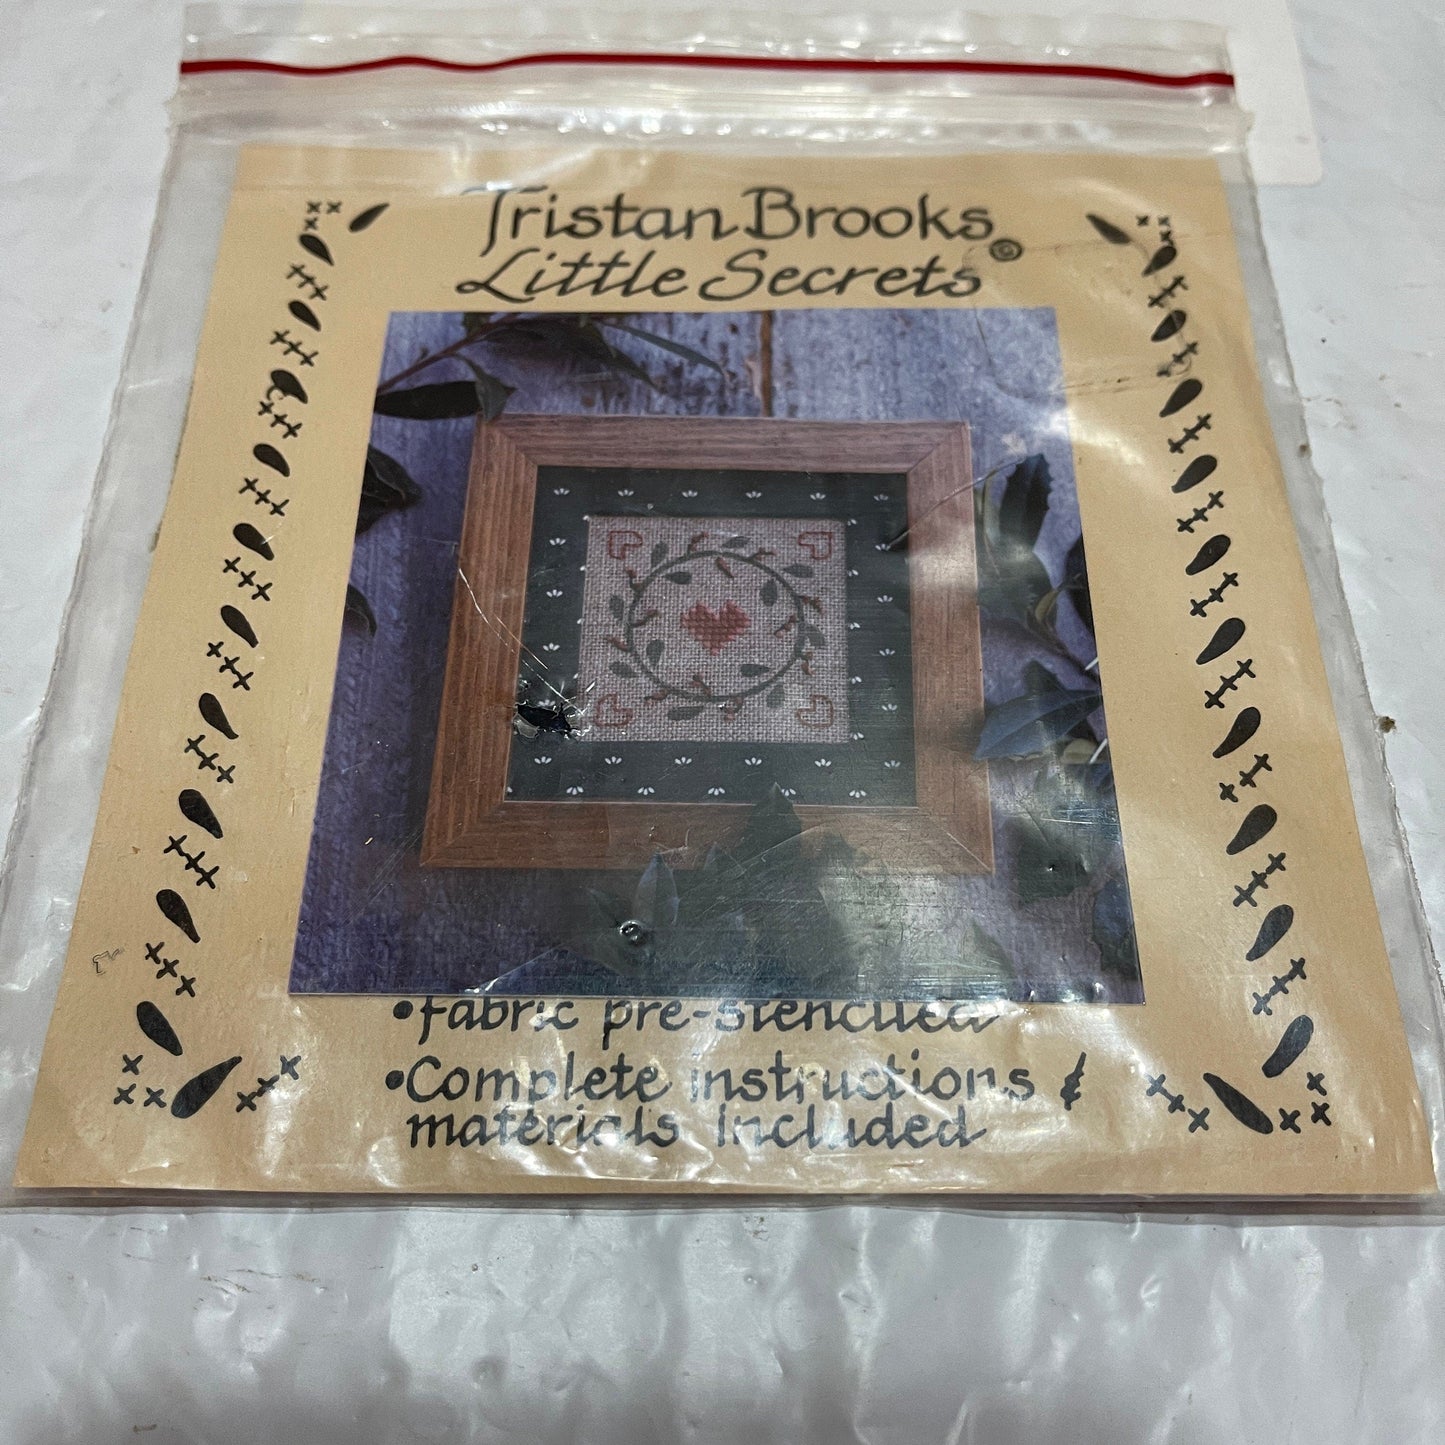 Tristan Brooks
Little Secrets®
•Fabric pre-stenciled
•Complete instructions &
materials included